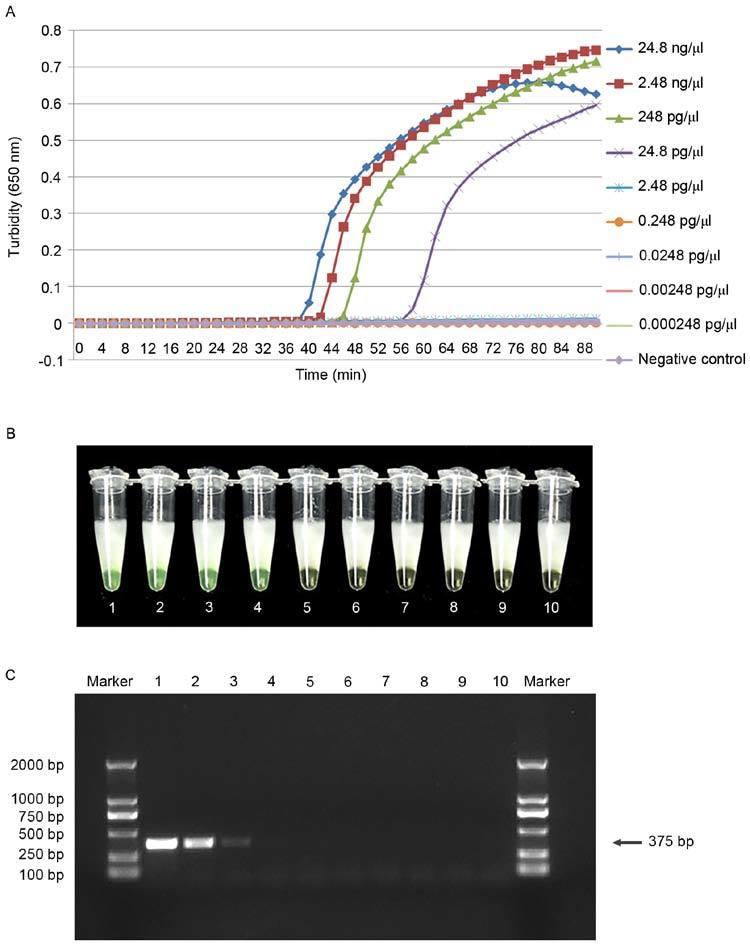 A
0.8
0.7
0.6
0.5
0.4
0.3
0.2
0.1
0
-0.1
Turbidity (650 nm)
0 4 8 12 16 20 24 28 32 36 40 44 48 52 56 60 64 68 72 76 80 84 88
Time (min)
24.8 ng/μl
2.48 ng/μl
248 pg/μl
24.8 pg/μl
2.48 pg/μl
0.248 pg/μl
0.0248 pg/μl
0.00248 pg/μl
0.000248 pg/μl
Negative control
B
1 2 3 4 5 6 7 8 9 10
C
Marker 1 2 3 4 5 6 7 8 9 10 Marker
2000 bp
1000 bp
750 bp
500 bp
375 bp
250 bp
100 bp